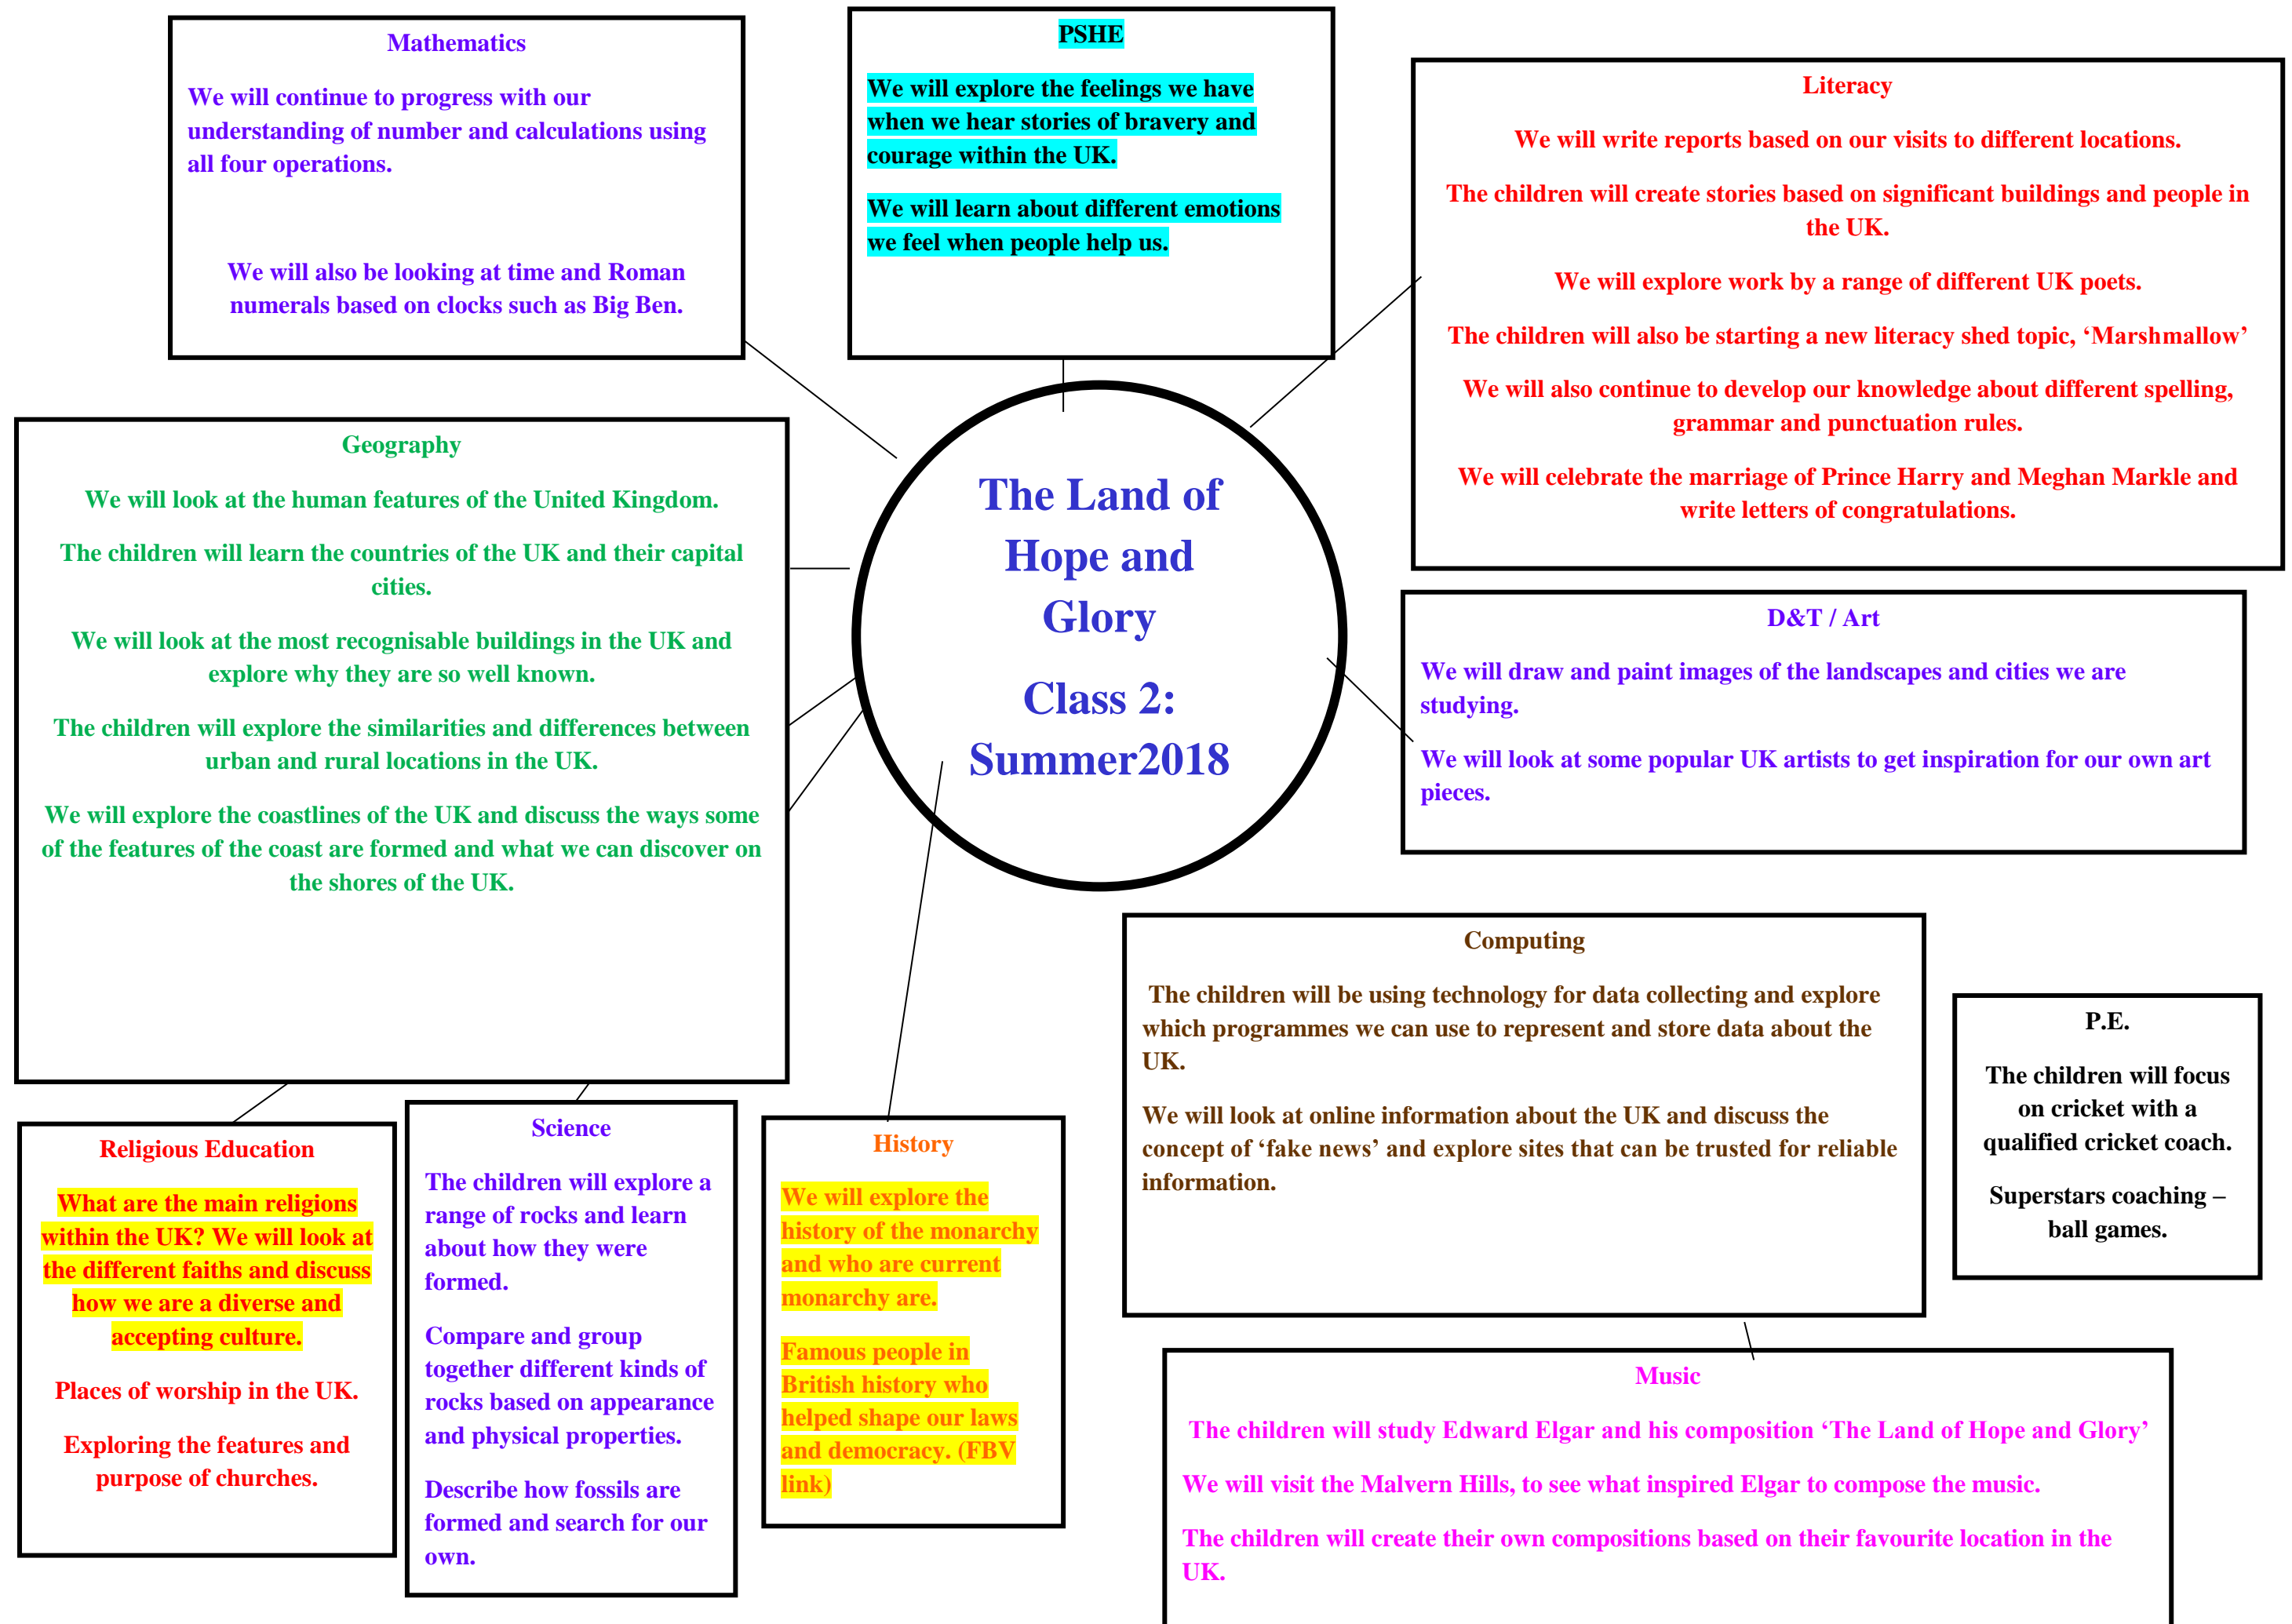 Mathematics
We will continue to progress with our
understanding of number and calculations using
all four operations.
We will also be looking at time and Roman
numerals based on clocks such as Big Ben.
PSHE
We will explore the feelings we have
when we hear stories of bravery and
courage within the UK.
We will learn about different emotions
we feel when people help us.
Literacy
We will write reports based on our visits to different locations.
The children will create stories based on significant buildings and people in
the UK.
We will explore work by a range of different UK poets.
The children will also be starting a new literacy shed topic, ‘Marshmallow’
We will also continue to develop our knowledge about different spelling,
grammar and punctuation rules.
We will celebrate the marriage of Prince Harry and Meghan Markle and
write letters of congratulations.
Geography
We will look at the human features of the United Kingdom.
The children will learn the countries of the UK and their capital
cities.
We will look at the most recognisable buildings in the UK and
explore why they are so well known.
The children will explore the similarities and differences between
urban and rural locations in the UK.
We will explore the coastlines of the UK and discuss the ways some
of the features of the coast are formed and what we can discover on
the shores of the UK.
The Land of
Hope and
Glory
Class 2:
Summer2018
D&T / Art
We will draw and paint images of the landscapes and cities we are
studying.
We will look at some popular UK artists to get inspiration for our own art
pieces.
Computing
The children will be using technology for data collecting and explore
which programmes we can use to represent and store data about the
UK.
We will look at online information about the UK and discuss the
concept of ‘fake news’ and explore sites that can be trusted for reliable
information.
P.E.
The children will focus
on cricket with a
qualified cricket coach.
Superstars coaching –
ball games.
Religious Education
What are the main religions
within the UK? We will look at
the different faiths and discuss
how we are a diverse and
accepting culture.
Places of worship in the UK.
Exploring the features and
purpose of churches.
Science
The children will explore a
range of rocks and learn
about how they were
formed.
Compare and group
together different kinds of
rocks based on appearance
and physical properties.
Describe how fossils are
formed and search for our
own.
History
We will explore the
history of the monarchy
and who are current
monarchy are.
Famous people in
British history who
helped shape our laws
and democracy. (FBV
link)
Music
The children will study Edward Elgar and his composition ‘The Land of Hope and Glory’
We will visit the Malvern Hills, to see what inspired Elgar to compose the music.
The children will create their own compositions based on their favourite location in the
UK.